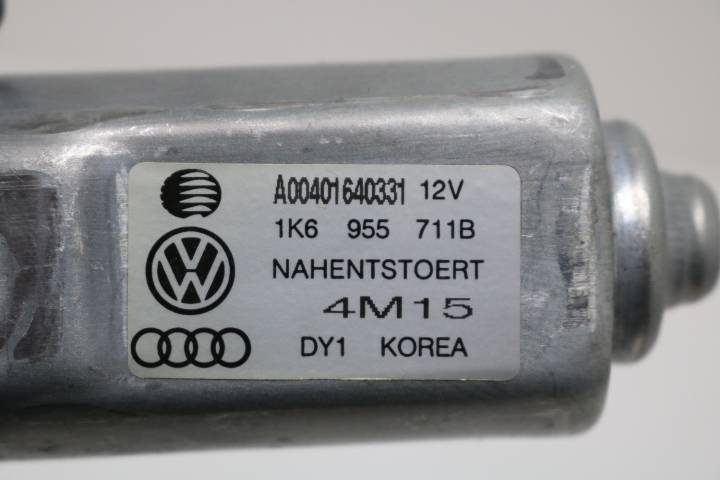 A00401640331 12V
1K6 955 711B
NAHENTSTOERT
4M15
DY1 KOREA